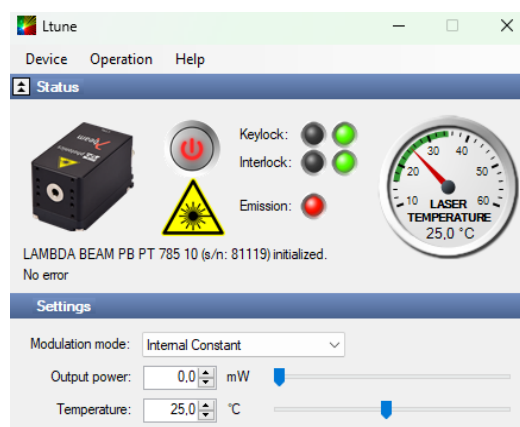 Ltune
Device Operation Help
Status
Keylock:
Interlock:
Emission:
10 20 30 40 50 60
LASER
TEMPERATURE
25,0 °C
LAMBDA BEAM PB PT 785 10 (s/n: 81119) initialized.
No error
Settings
Modulation mode: Internal Constant
Output power: 0,0 mW
Temperature: 25,0 °C